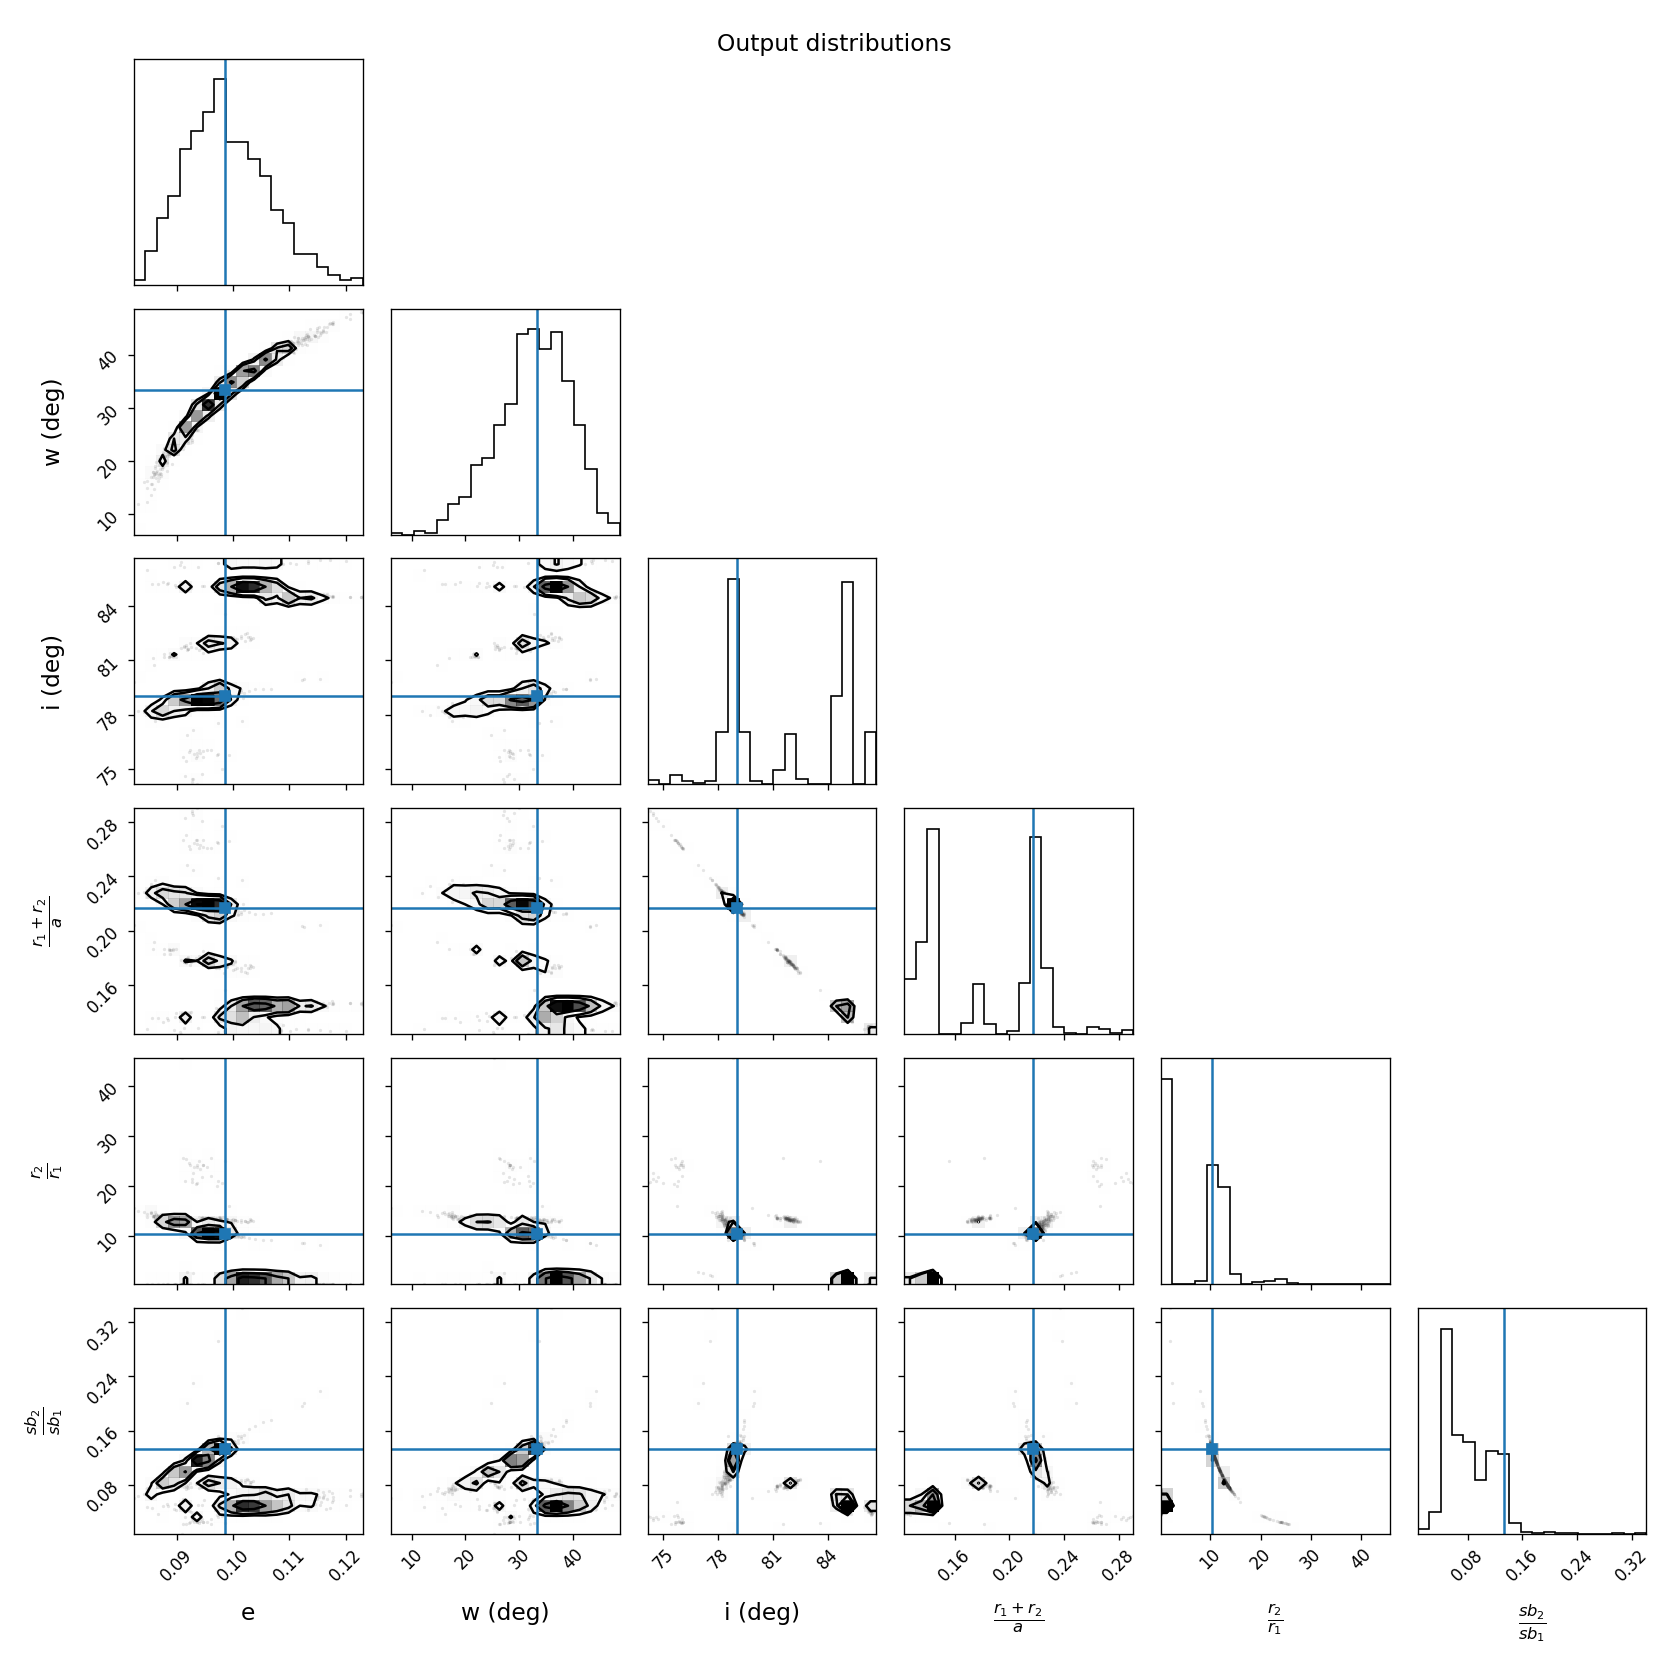 Output distributions
40
30
20
10
w (deg)
84
81
78
75
i (deg)
0.28
0.24
0.20
0.16
r₁ + r₂
a
40
30
20
10
r₂
r₁
0.32
0.24
0.16
0.08
sb₂
sb₁
0.09 0.10 0.11 0.12 10 20 30 40 75 78 81 84 0.16 0.20 0.24 0.28 10 20 30 40 0.08 0.16 0.24 0.32
e w (deg) i (deg)
r₁ + r₂
a
r₂
r₁
sb₂
sb₁